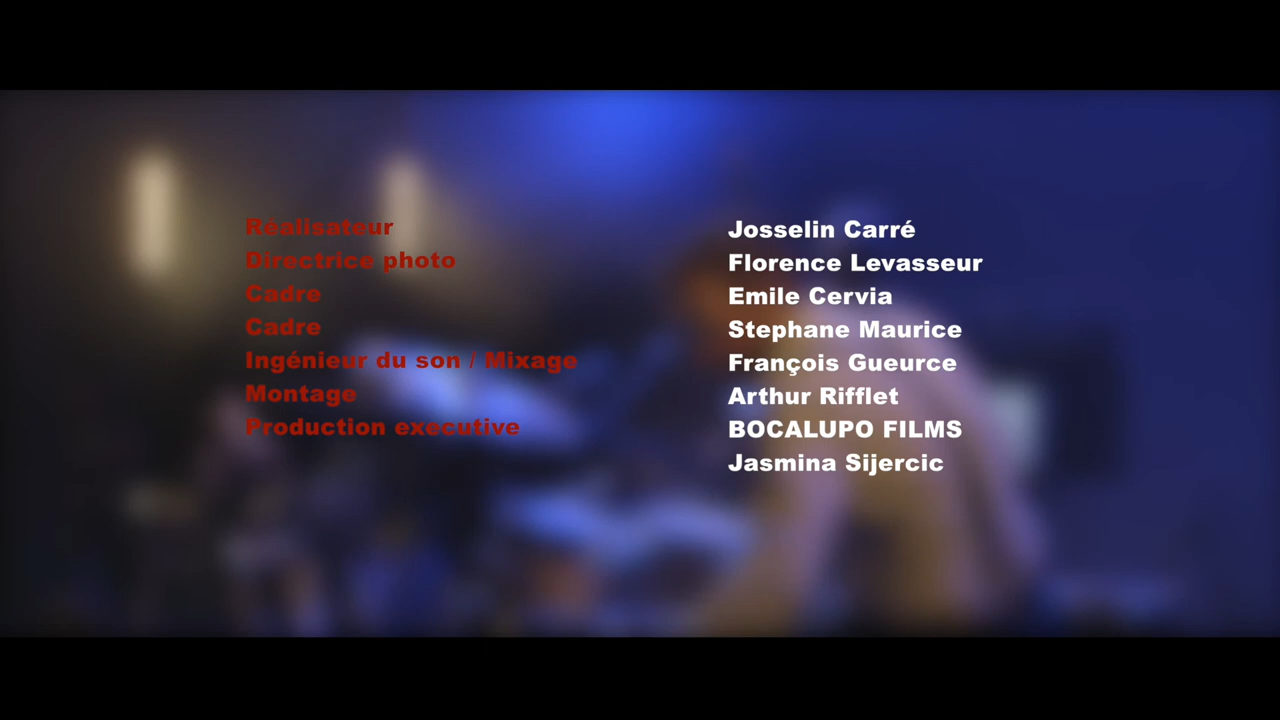 Réalisateur Josselin Carré
Directrice photo Florence Levasseur
Cadre Emile Cervia
Cadre Stephane Maurice
Ingénieur du son / Mixage François Gueurce
Montage Arthur Rifflet
Production executive BOCALUPO FILMS
Jasmina Sijercic